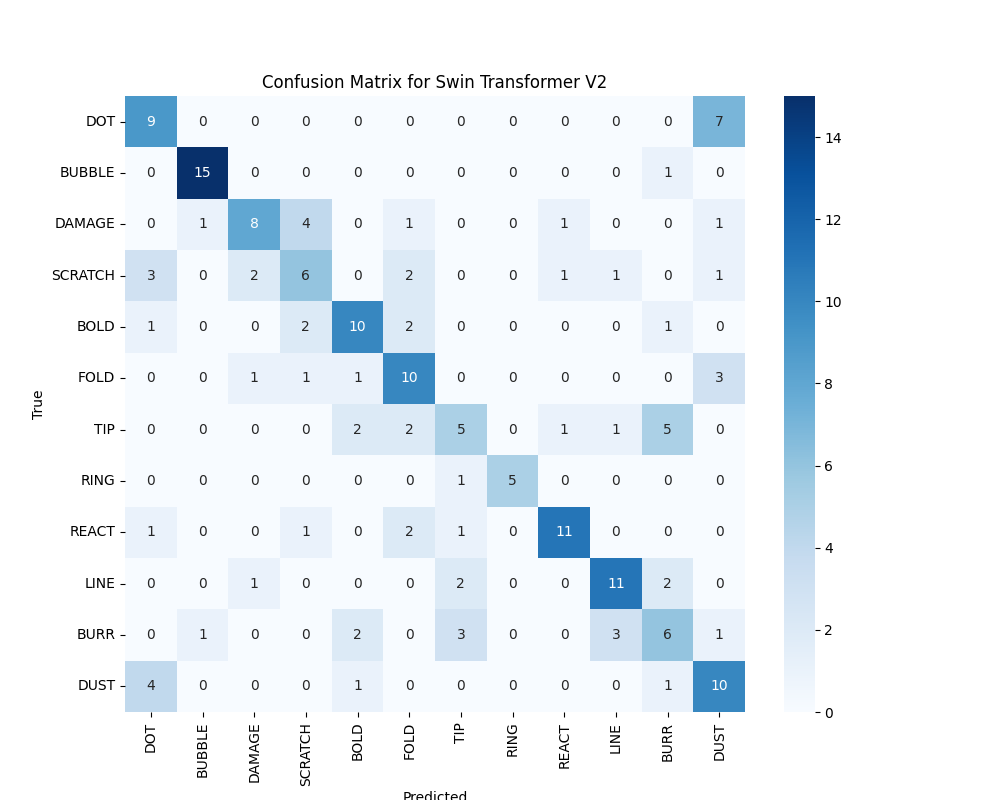 Confusion Matrix for Swin Transformer V2
DOT 9 0 0 0 0 0 0 0 0 0 0 7
BUBBLE 0 15 0 0 0 0 0 0 0 0 1 0
DAMAGE 0 1 8 4 0 1 0 0 1 0 0 1
SCRATCH 3 0 2 6 0 2 0 0 1 1 0 1
BOLD 1 0 0 2 10 2 0 0 0 0 1 0
FOLD 0 0 1 1 1 10 0 0 0 0 0 3
TIP 0 0 0 0 2 2 5 0 1 1 5 0
RING 0 0 0 0 0 0 1 5 0 0 0 0
REACT 1 0 0 1 0 2 1 0 11 0 0 0
LINE 0 0 1 0 0 0 2 0 0 11 2 0
BURR 0 1 0 0 2 0 3 0 0 3 6 1
DUST 4 0 0 0 1 0 0 0 0 0 1 10
True
DOT BUBBLE DAMAGE SCRATCH BOLD FOLD TIP RING REACT LINE BURR DUST
Predicted
14
12
10
8
6
4
2
0